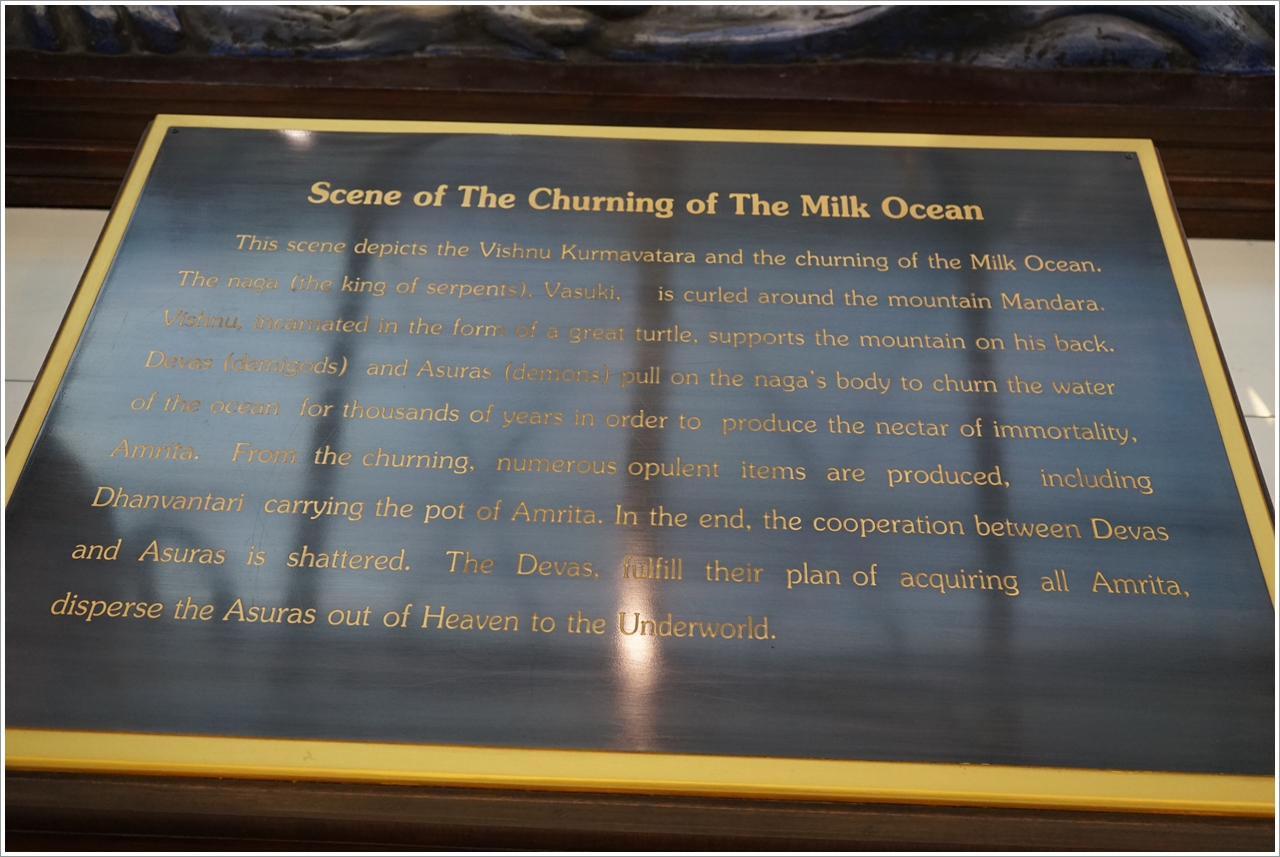 Scene of The Churning of The Milk Ocean
This scene depicts the Vishnu Kurmavatara and the churning of the Milk Ocean.
The naga (the king of serpents), Vasuki, is curled around the mountain Mandara.
Vishnu, incarnated in the form of a great turtle, supports the mountain on his back.
Devas (demigods) and Asuras (demons) pull on the naga's body to churn the water
of the ocean for thousands of years in order to produce the nectar of immortality,
Amrita. From the churning, numerous opulent items are produced, including
Dhanvantari carrying the pot of Amrita. In the end, the cooperation between Devas
and Asuras is shattered. The Devas, fulfill their plan of acquiring all Amrita,
disperse the Asuras out of Heaven to the Underworld.